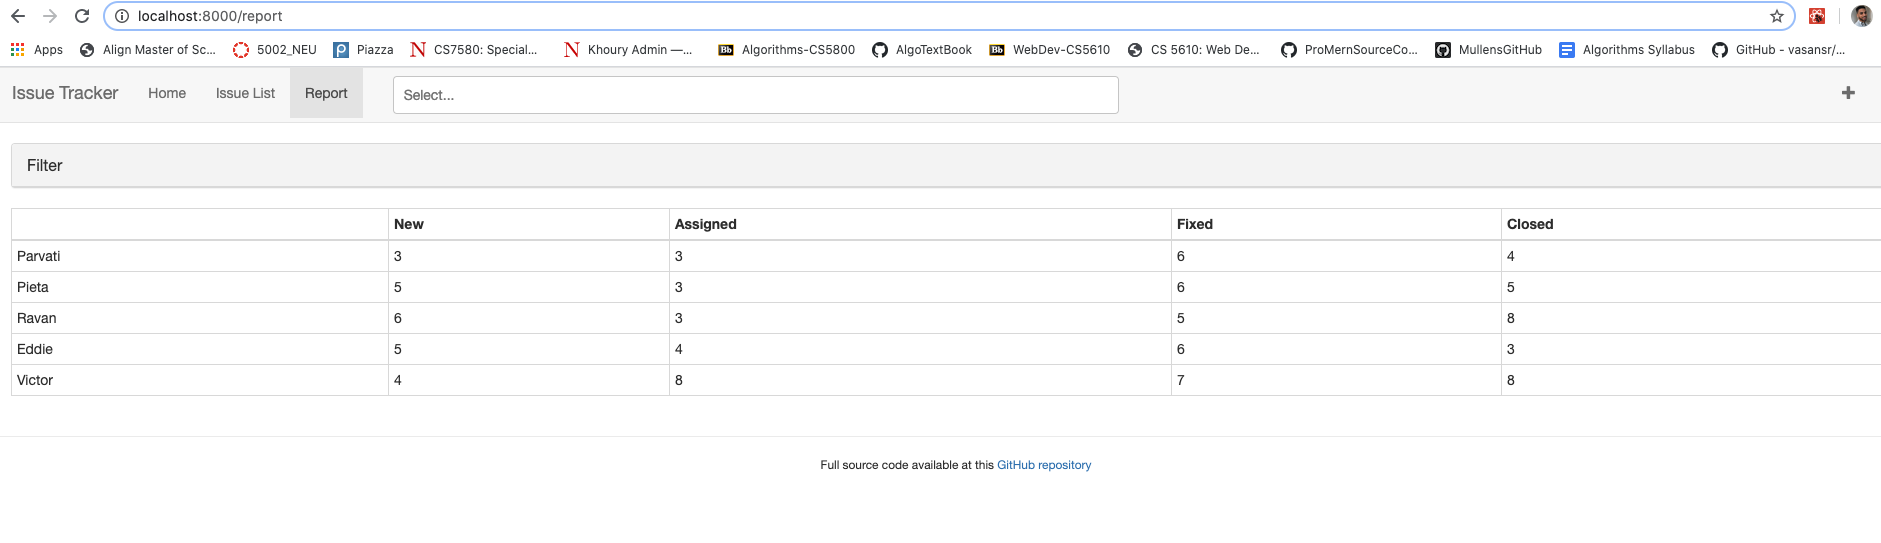 localhost:8000/report
Apps Align Master of Sc... 5002_NEU Piazza CS7580: Special... Khoury Admin —... Bb Algorithms-CS5800 AlgoTextBook Bb WebDev-CS5610 CS 5610: Web De... ProMernSourceCo... MullensGitHub Algorithms Syllabus GitHub - vasansr/...
Issue Tracker Home Issue List Report Select...
Filter
New Assigned Fixed Closed
Parvati 3 3 6 4
Pieta 5 3 6 5
Ravan 6 3 5 8
Eddie 5 4 6 3
Victor 4 8 7 8
Full source code available at this GitHub repository